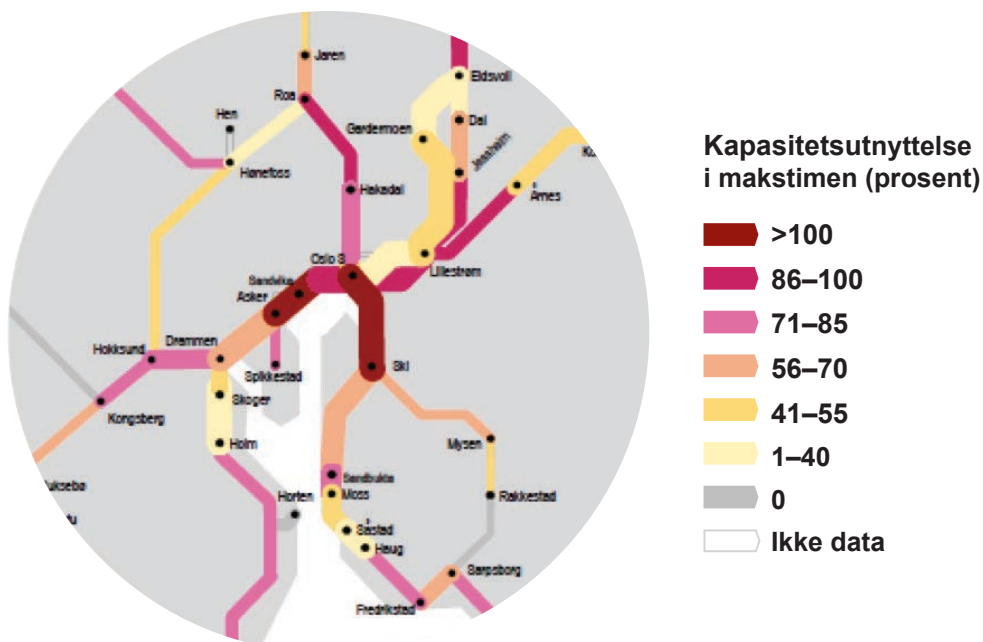 Jaren
Roa
Eidsvoll
Hen
Dal
Gardermoen
Jessheim
Hønefoss
Hakadal
Årnes
Oslo S
Lillestrøm
Sandvika
Asker
Drammen
Hokksund
Spikkestad
Ski
Skoger
Kongsberg
Holm
Mysen
Sandbukta
Moss
Horten
Rakkestad
Såstad
Haug
Sarpsborg
Fredrikstad
Kapasitetsutnyttelse
i makstimen (prosent)
>100
86–100
71–85
56–70
41–55
1–40
0
Ikke data